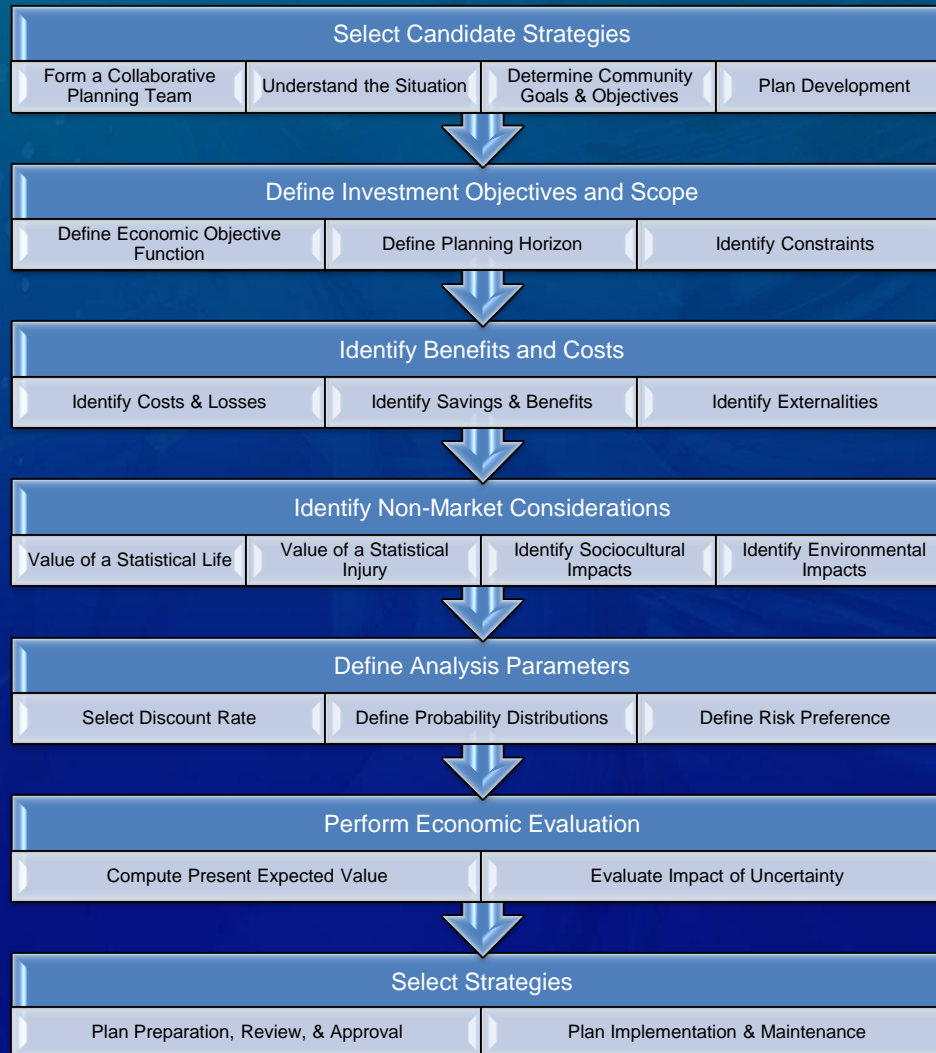 Select Candidate Strategies
Form a Collaborative
Planning Team
Understand the Situation
Determine Community
Goals & Objectives
Plan Development
Define Investment Objectives and Scope
Define Economic Objective
Function
Define Planning Horizon
Identify Constraints
Identify Benefits and Costs
Identify Costs & Losses
Identify Savings & Benefits
Identify Externalities
Identify Non-Market Considerations
Value of a Statistical Life
Value of a Statistical
Injury
Identify Sociocultural
Impacts
Identify Environmental
Impacts
Define Analysis Parameters
Select Discount Rate
Define Probability Distributions
Define Risk Preference
Perform Economic Evaluation
Compute Present Expected Value
Evaluate Impact of Uncertainty
Select Strategies
Plan Preparation, Review, & Approval
Plan Implementation & Maintenance